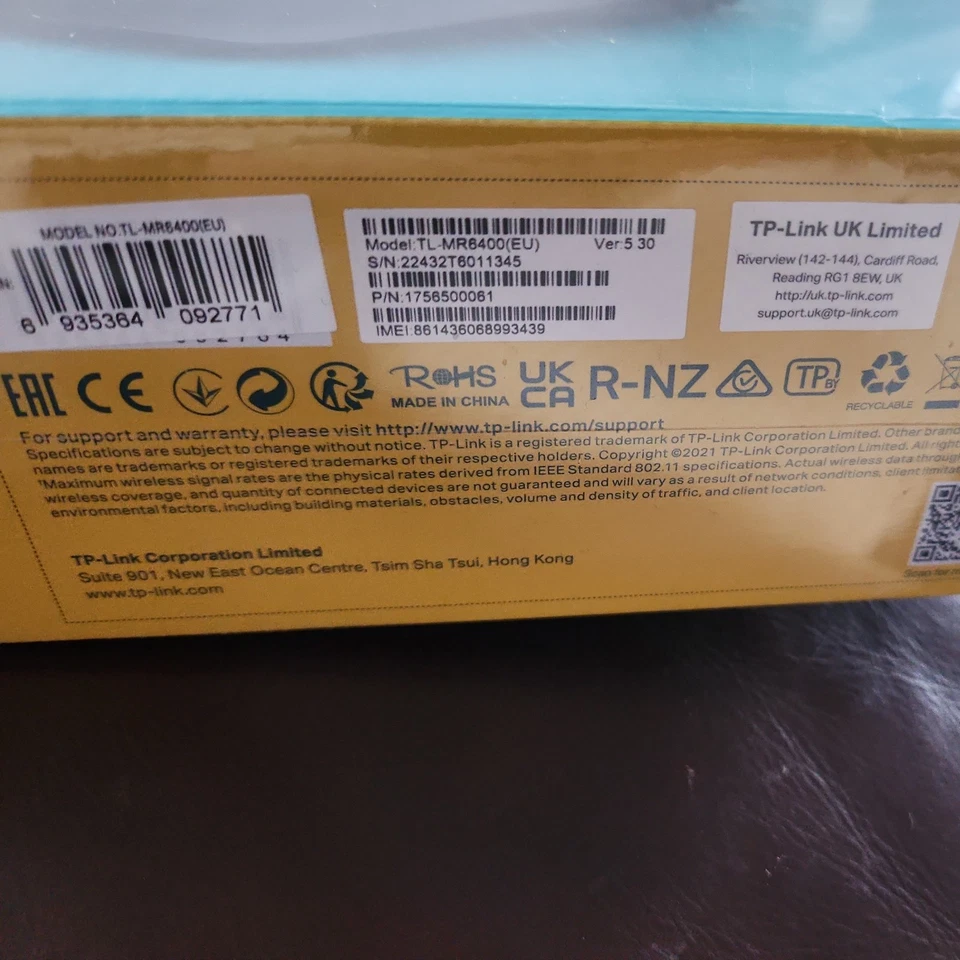 MODEL NO.TL-MR6400(EU)
6 935364 092771
Model:TL-MR6400(EU) Ver:5.30
S/N:22432T6011345
P/N:1756500061
IMEI:861436068993439
TP-Link UK Limited
Riverview (142-144), Cardiff Road,
Reading RG1 8EW, UK
http://uk.tp-link.com
support.uk@tp-link.com
EAC CE RoHS UKCA R-NZ TP BY
MADE IN CHINA
RECYCLABLE
For support and warranty, please visit http://www.tp-link.com/support
Specifications are subject to change without notice. TP-Link is a registered trademark of TP-Link Corporation Limited. Other brand
names are trademarks or registered trademarks of their respective holders. Copyright ©2021 TP-Link Corporation Limited. All rights
*Maximum wireless signal rates are the physical rates derived from IEEE Standard 802.11 specifications. Actual wireless data through
wireless coverage, and quantity of connected devices are not guaranteed and will vary as a result of network conditions, client limitat
environmental factors, including building materials, obstacles, volume and density of traffic, and client location.
TP-Link Corporation Limited
Suite 901, New East Ocean Centre, Tsim Sha Tsui, Hong Kong
www.tp-link.com
Scan for